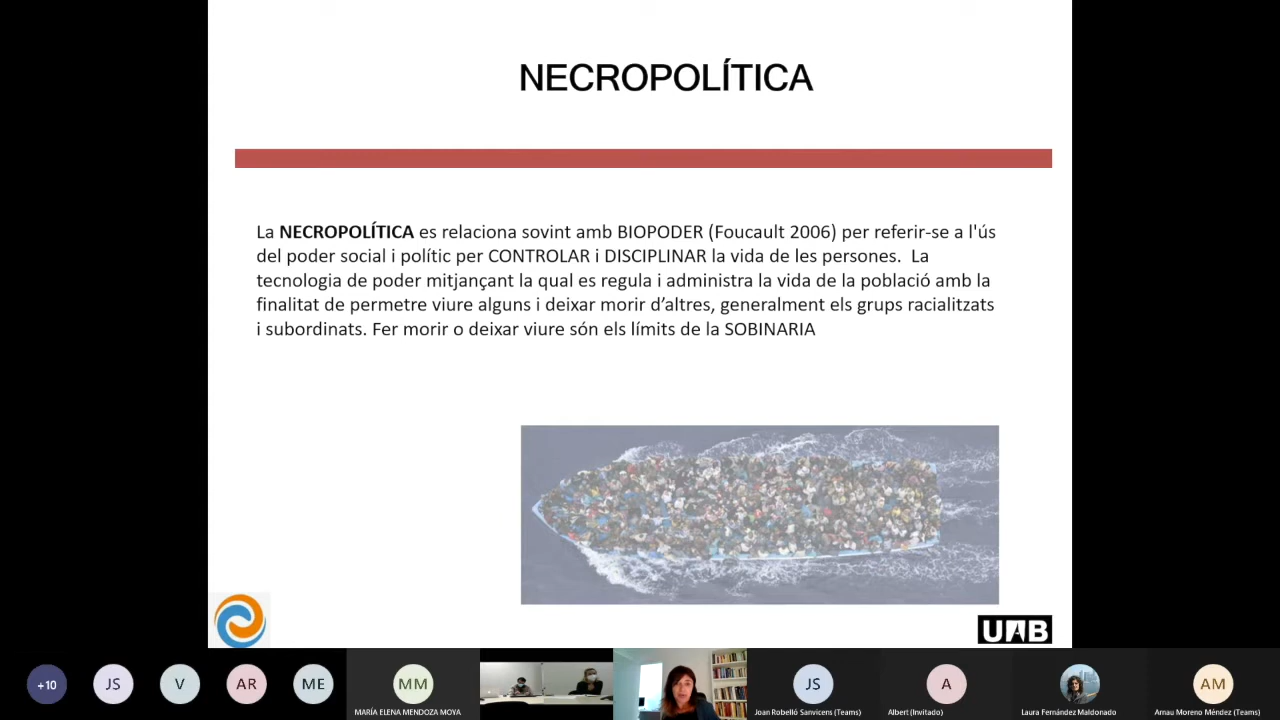 NECROPOLÍTICA
La NECROPOLÍTICA es relaciona sovint amb BIOPODER (Foucault 2006) per referir-se a l'ús
del poder social i polític per CONTROLAR i DISCIPLINAR la vida de les persones. La
tecnologia de poder mitjançant la qual es regula i administra la vida de la població amb la
finalitat de permetre viure alguns i deixar morir d’altres, generalment els grups racialitzats
i subordinats. Fer morir o deixar viure són els límits de la SOBINARIA
UAB
+10
JS
V
AR
ME
MM
MARÍA ELENA MENDOZA MOYA
JS
Joan Robelló Sanvicens (Teams)
A
Albert (Invitado)
Laura Fernández Maldonado
AM
Arnau Moreno Méndez (Teams)